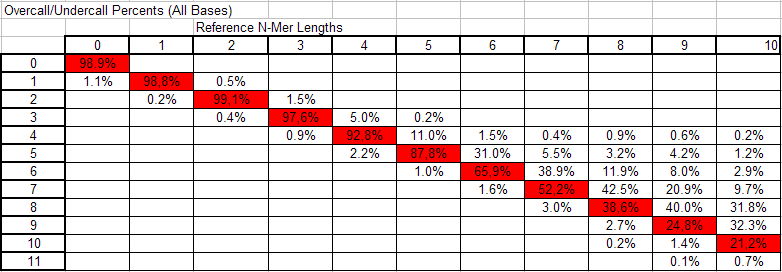 Overcall/Undercall Percents (All Bases)
Reference N-Mer Lengths
0 1 2 3 4 5 6 7 8 9 10
0 98.9%
1 1.1% 98,8% 0.5%
2 0.2% 99,1% 1.5%
3 0.4% 97,6% 5.0% 0.2%
4 0.9% 92,8% 11.0% 1.5% 0.4% 0.9% 0.6% 0.2%
5 2.2% 87,8% 31.0% 5.5% 3.2% 4.2% 1.2%
6 1.0% 65,9% 38.9% 11.9% 8.0% 2.9%
7 1.6% 52,2% 42.5% 20.9% 9.7%
8 3.0% 38,6% 40.0% 31.8%
9 2.7% 24,8% 32.3%
10 0.2% 1.4% 21,2%
11 0.1% 0.7%